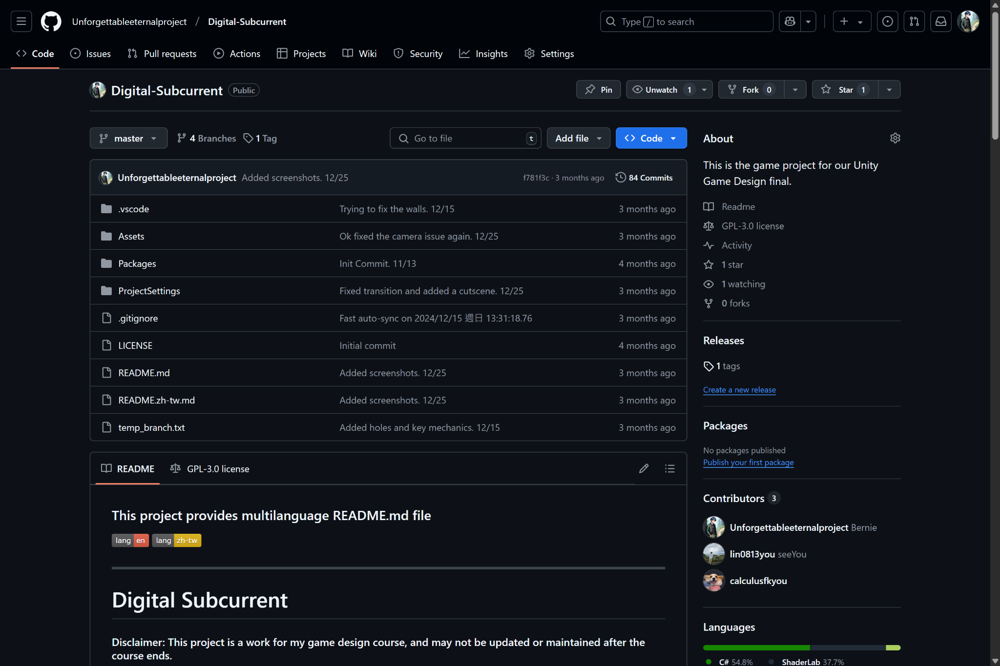 Unforgettableeternalproject / Digital-Subcurrent
Type / to search
Code
Issues
Pull requests
Actions
Projects
Wiki
Security
Insights
Settings
Digital-Subcurrent
Public
Pin
Unwatch 1
Fork 0
Star 1
master
4 Branches
1 Tag
Go to file t
Add file
Code
Unforgettableeternalproject Added screenshots. 12/25 f781f3c · 3 months ago 84 Commits
.vscode Trying to fix the walls. 12/15 3 months ago
Assets Ok fixed the camera issue again. 12/25 3 months ago
Packages Init Commit. 11/13 4 months ago
ProjectSettings Fixed transition and added a cutscene. 12/25 3 months ago
.gitignore Fast auto-sync on 2024/12/15 週日 13:31:18.76 3 months ago
LICENSE Initial commit 4 months ago
README.md Added screenshots. 12/25 3 months ago
README.zh-tw.md Added screenshots. 12/25 3 months ago
temp_branch.txt Added holes and key mechanics. 12/15 3 months ago
README
GPL-3.0 license
This project provides multilanguage README.md file
lang en lang zh-tw
Digital Subcurrent
Disclaimer: This project is a work for my game design course, and may not be updated or maintained after the
course ends.
About
This is the game project for our Unity
Game Design final.
Readme
GPL-3.0 license
Activity
1 star
1 watching
0 forks
Releases
1 tags
Create a new release
Packages
No packages published
Publish your first package
Contributors 3
Unforgettableeternalproject Bernie
lin0813you seeYou
calculusfkyou
Languages
C# 54.8% ShaderLab 37.7%